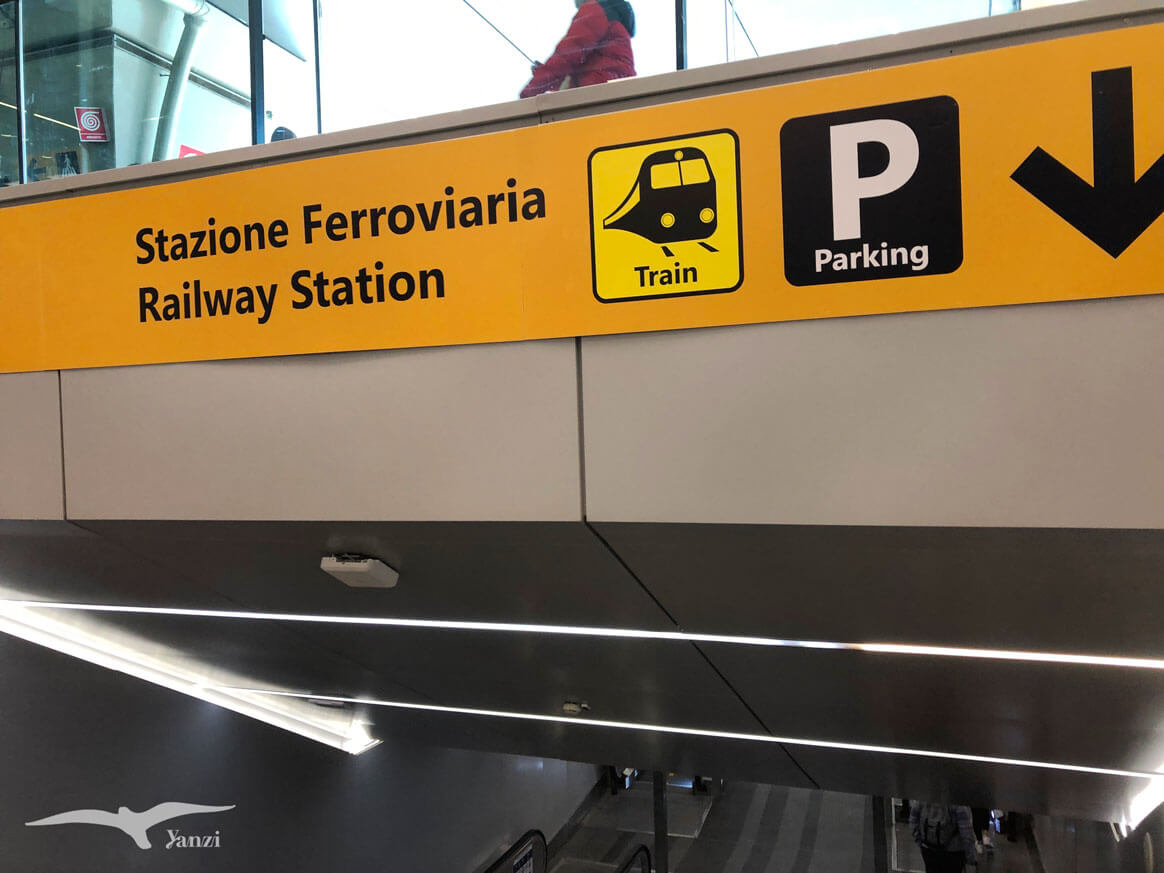 Stazione Ferroviaria
Railway Station
Train
P
Parking
Yanzi